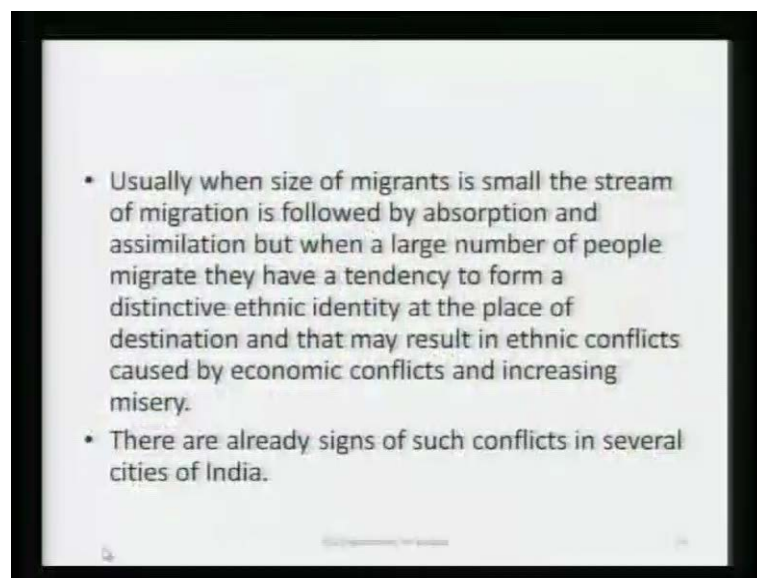 • Usually when size of migrants is small the stream
of migration is followed by absorption and
assimilation but when a large number of people
migrate they have a tendency to form a
distinctive ethnic identity at the place of
destination and that may result in ethnic conflicts
caused by economic conflicts and increasing
misery.
• There are already signs of such conflicts in several
cities of India.